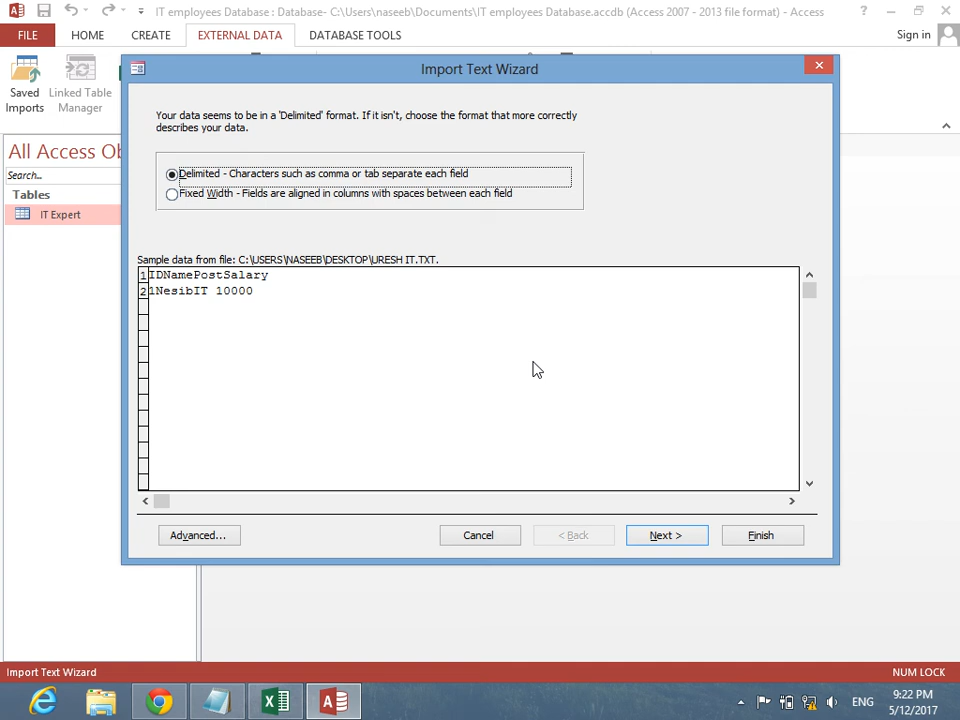 IT employees Database : Database- C:\Users\naseeb\Documents\IT employees Database.accdb (Access 2007 - 2013 file format) - Access
FILE
HOME
CREATE
EXTERNAL DATA
DATABASE TOOLS
Sign in
Saved Imports
Linked Table Manager
All Access Ob
Search...
Tables
IT Expert
Import Text Wizard
Your data seems to be in a 'Delimited' format. If it isn't, choose the format that more correctly
describes your data.
Delimited - Characters such as comma or tab separate each field
Fixed Width - Fields are aligned in columns with spaces between each field
Sample data from file: C:\USERS\NASEEB\DESKTOP\URESH IT.TXT.
1 IDNamePostSalary
2 1NesibIT 10000
Advanced...
Cancel
< Back
Next >
Finish
Import Text Wizard
NUM LOCK
ENG
9:22 PM
5/12/2017